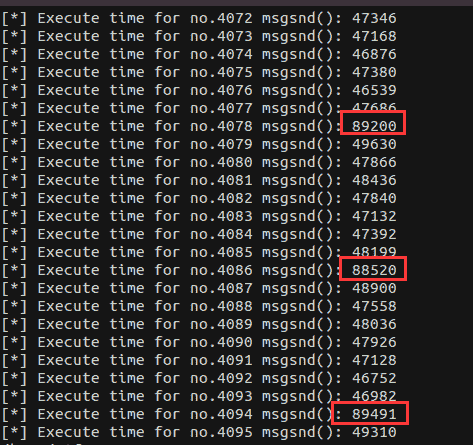 [*] Execute time for no.4072 msgsnd(): 47346
[*] Execute time for no.4073 msgsnd(): 47168
[*] Execute time for no.4074 msgsnd(): 46876
[*] Execute time for no.4075 msgsnd(): 47380
[*] Execute time for no.4076 msgsnd(): 46539
[*] Execute time for no.4077 msgsnd(): 47686
[*] Execute time for no.4078 msgsnd(): 89200
[*] Execute time for no.4079 msgsnd(): 49630
[*] Execute time for no.4080 msgsnd(): 47866
[*] Execute time for no.4081 msgsnd(): 48436
[*] Execute time for no.4082 msgsnd(): 47840
[*] Execute time for no.4083 msgsnd(): 47132
[*] Execute time for no.4084 msgsnd(): 47392
[*] Execute time for no.4085 msgsnd(): 48199
[*] Execute time for no.4086 msgsnd(): 88520
[*] Execute time for no.4087 msgsnd(): 48900
[*] Execute time for no.4088 msgsnd(): 47558
[*] Execute time for no.4089 msgsnd(): 48036
[*] Execute time for no.4090 msgsnd(): 47926
[*] Execute time for no.4091 msgsnd(): 47128
[*] Execute time for no.4092 msgsnd(): 46752
[*] Execute time for no.4093 msgsnd(): 46982
[*] Execute time for no.4094 msgsnd(): 89491
[*] Execute time for no.4095 msgsnd(): 49310